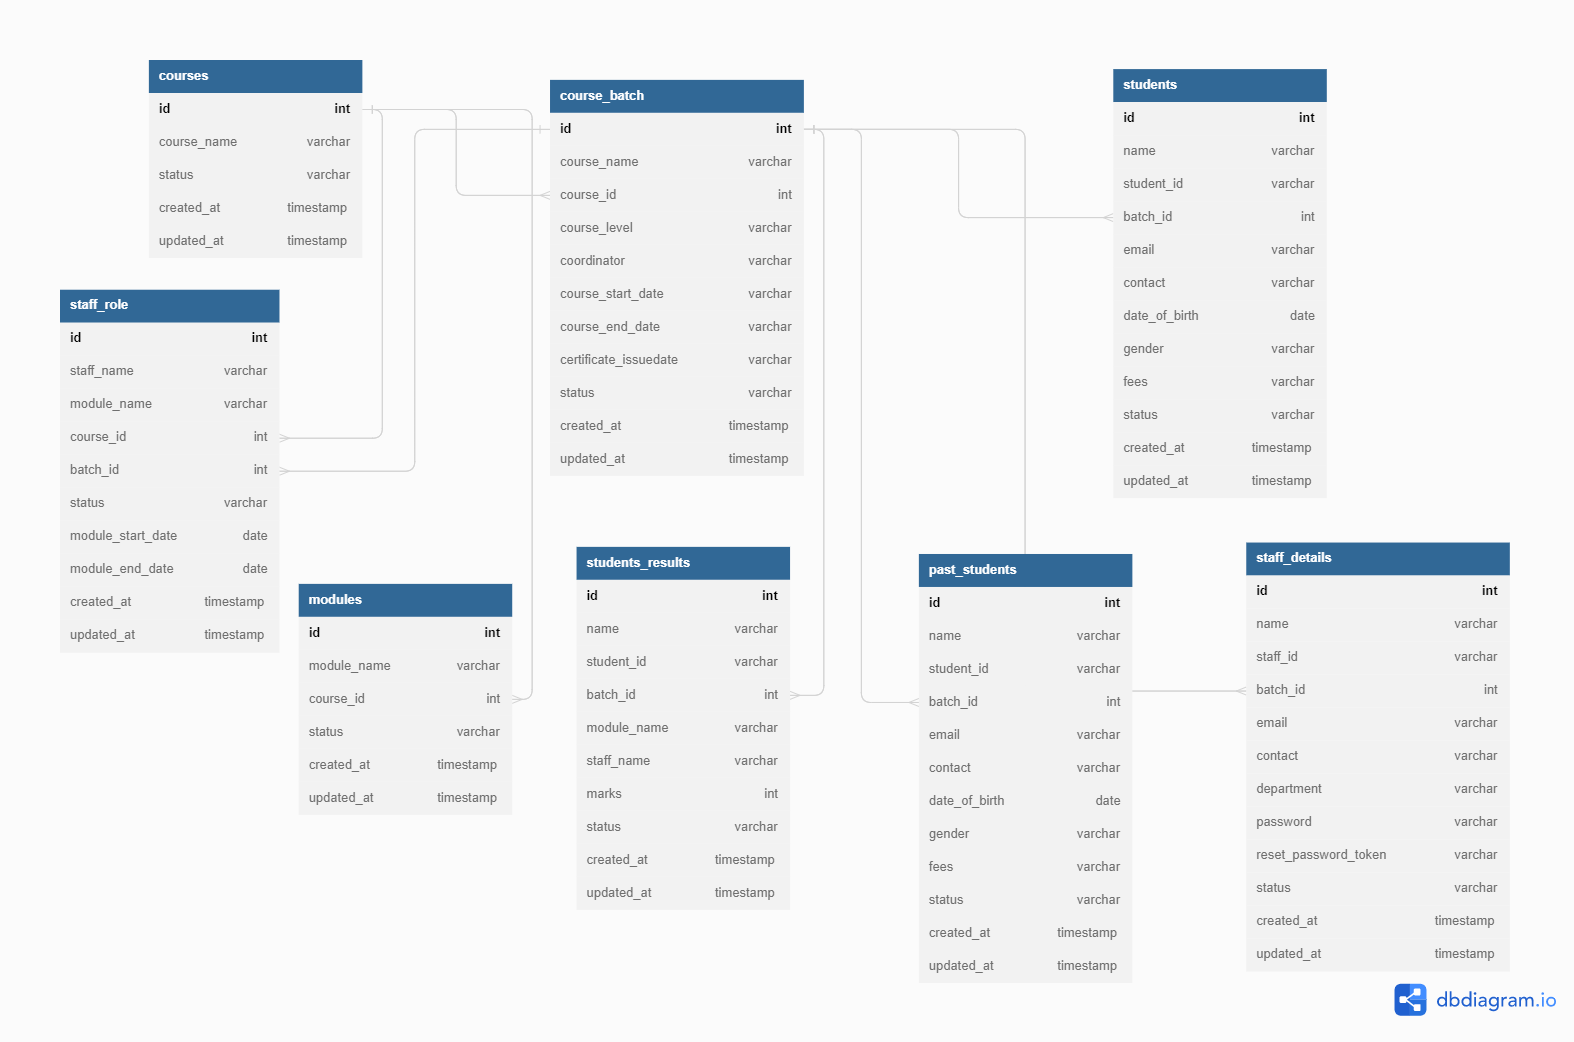 courses
id int
course_name varchar
status varchar
created_at timestamp
updated_at timestamp
course_batch
id int
course_name varchar
course_id int
course_level varchar
coordinator varchar
course_start_date varchar
course_end_date varchar
certificate_issuedate varchar
status varchar
created_at timestamp
updated_at timestamp
students
id int
name varchar
student_id varchar
batch_id int
email varchar
contact varchar
date_of_birth date
gender varchar
fees varchar
status varchar
created_at timestamp
updated_at timestamp
staff_role
id int
staff_name varchar
module_name varchar
course_id int
batch_id int
status varchar
module_start_date date
module_end_date date
created_at timestamp
updated_at timestamp
modules
id int
module_name varchar
course_id int
status varchar
created_at timestamp
updated_at timestamp
students_results
id int
name varchar
student_id varchar
batch_id int
module_name varchar
staff_name varchar
marks int
status varchar
created_at timestamp
updated_at timestamp
past_students
id int
name varchar
student_id varchar
batch_id int
email varchar
contact varchar
date_of_birth date
gender varchar
fees varchar
status varchar
created_at timestamp
updated_at timestamp
staff_details
id int
name varchar
staff_id varchar
batch_id int
email varchar
contact varchar
department varchar
password varchar
reset_password_token varchar
status varchar
created_at timestamp
updated_at timestamp
dbdiagram.io